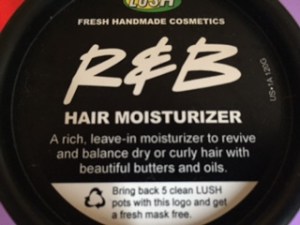 LUSH
FRESH HANDMADE COSMETICS
R&B
HAIR MOISTURIZER
A rich, leave-in moisturizer to revive
and balance dry or curly hair with
beautiful butters and oils.
Bring back 5 clean LUSH
pots with this logo and get
a fresh mask free.